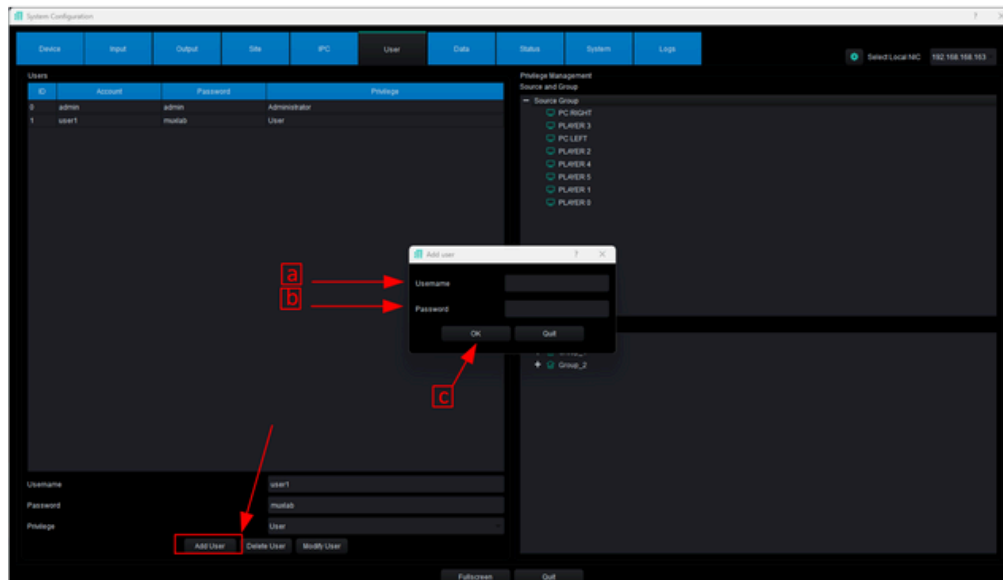 System Configuration ? ×
Device Input Output Site IPC User Data Status System Logs
Select Local NIC 192.168.168.163
Users
ID Account Password Privilege
0 admin admin Administrator
1 user1 muxlab User
Privilege Management
Source and Group
Source Group
PC RIGHT
PLAYER 3
PC LEFT
PLAYER 2
PLAYER 4
PLAYER 5
PLAYER 1
PLAYER 0
Add user ? ×
a Username
b Password
OK Quit
c
Group_2
Username user1
Password muxlab
Privilege User
Add User Delete User Modify User
Fullscreen Quit